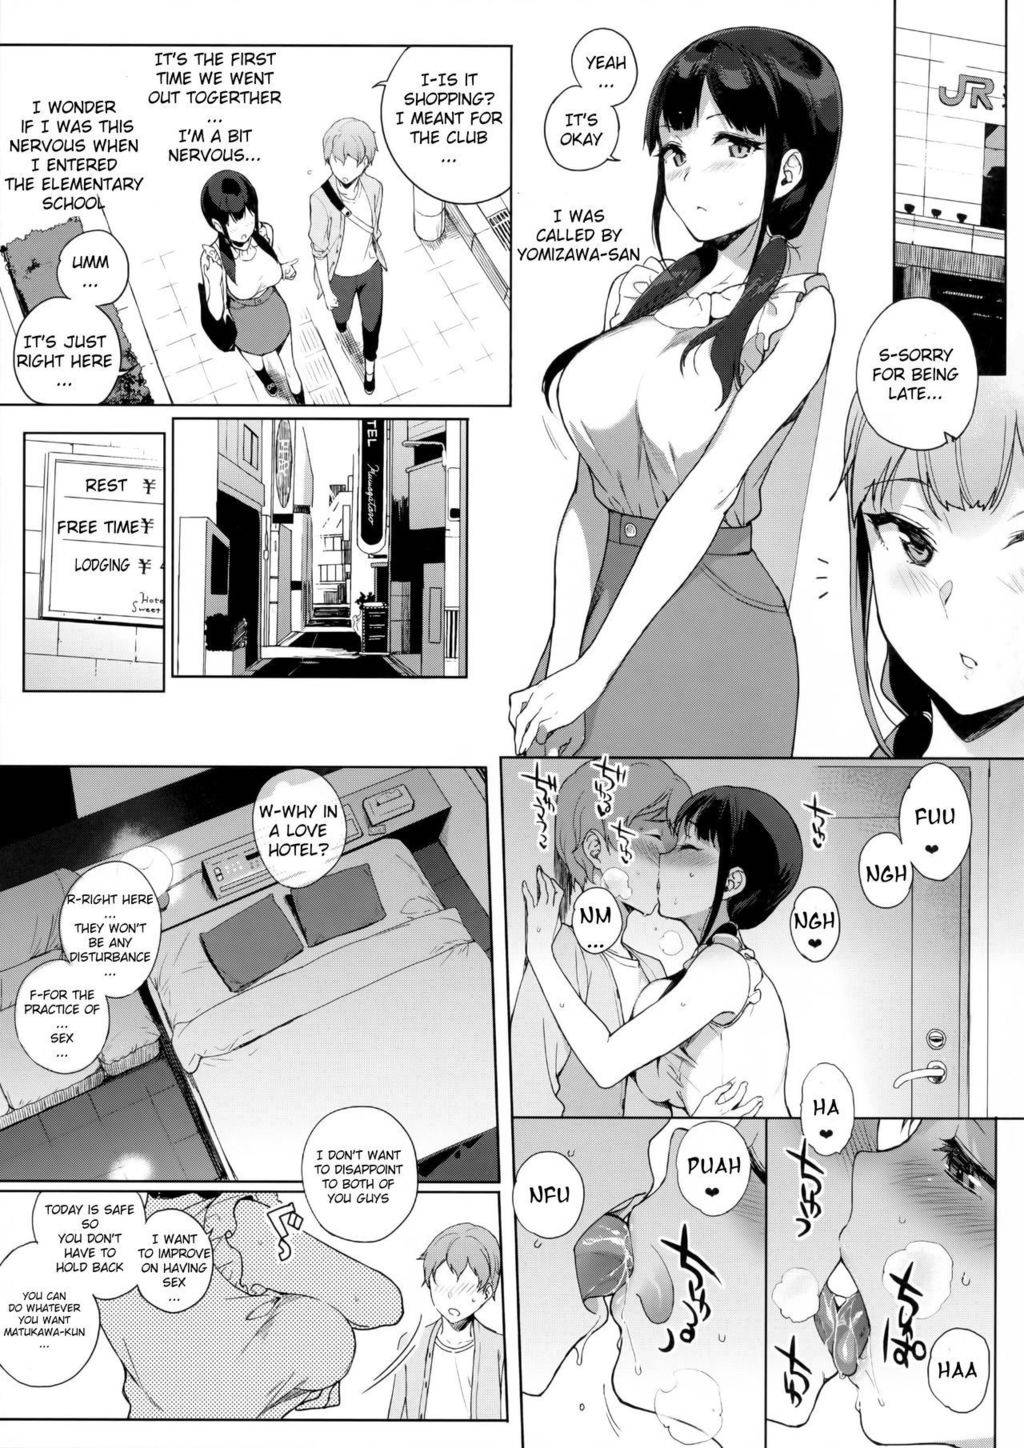 JR
S-SORRY
FOR BEING
LATE...
YEAH
...
IT'S
OKAY
I WAS
CALLED BY
YOMIZAWA-SAN
I-IS IT
SHOPPING?
I MEANT FOR
THE CLUB
...
IT'S THE FIRST
TIME WE WENT
OUT TOGERTHER
...
I'M A BIT
NERVOUS...
I WONDER
IF I WAS THIS
NERVOUS WHEN
I ENTERED
THE ELEMENTARY
SCHOOL
UMM
...
IT'S JUST
RIGHT HERE
...
TEL
REST ¥
FREE TIME¥
LODGING ¥
Hote
Sweet
FUU
♥
NGH
NGH
♥
NM
...
HA
♥
PUAH
♥
NFU
HAA
W-WHY IN
A LOVE
HOTEL?
R-RIGHT HERE
...
THEY WON'T
BE ANY
DISTURBANCE
...
F-FOR THE
PRACTICE OF
...
SEX
...
I DON'T WANT
TO DISAPPOINT
TO BOTH OF
YOU GUYS
I WANT
TO IMPROVE
ON HAVING
SEX
...
TODAY IS SAFE
SO
YOU DON'T
HAVE TO
HOLD BACK
YOU CAN
DO WHATEVER
YOU WANT
MATUKAWA-KUN
...